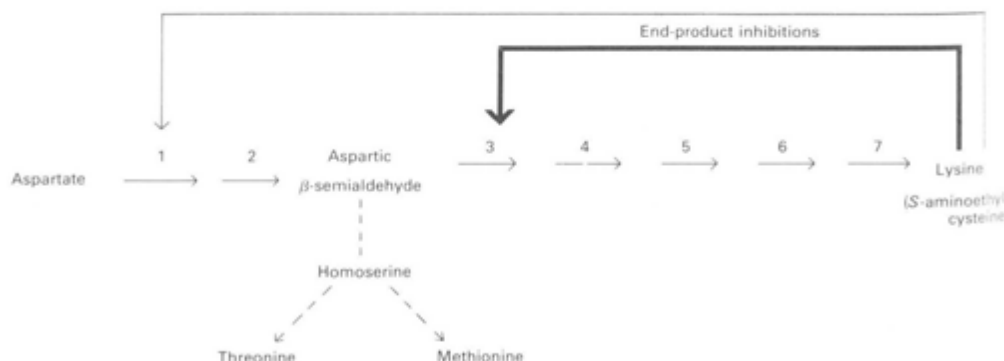 End-product inhibitions
1 2 3 4 5 6 7
Aspartate
Aspartic
β-semialdehyde
Lysine
(S-aminoethyl
cysteine
Homoserine
Threonine
Methionine